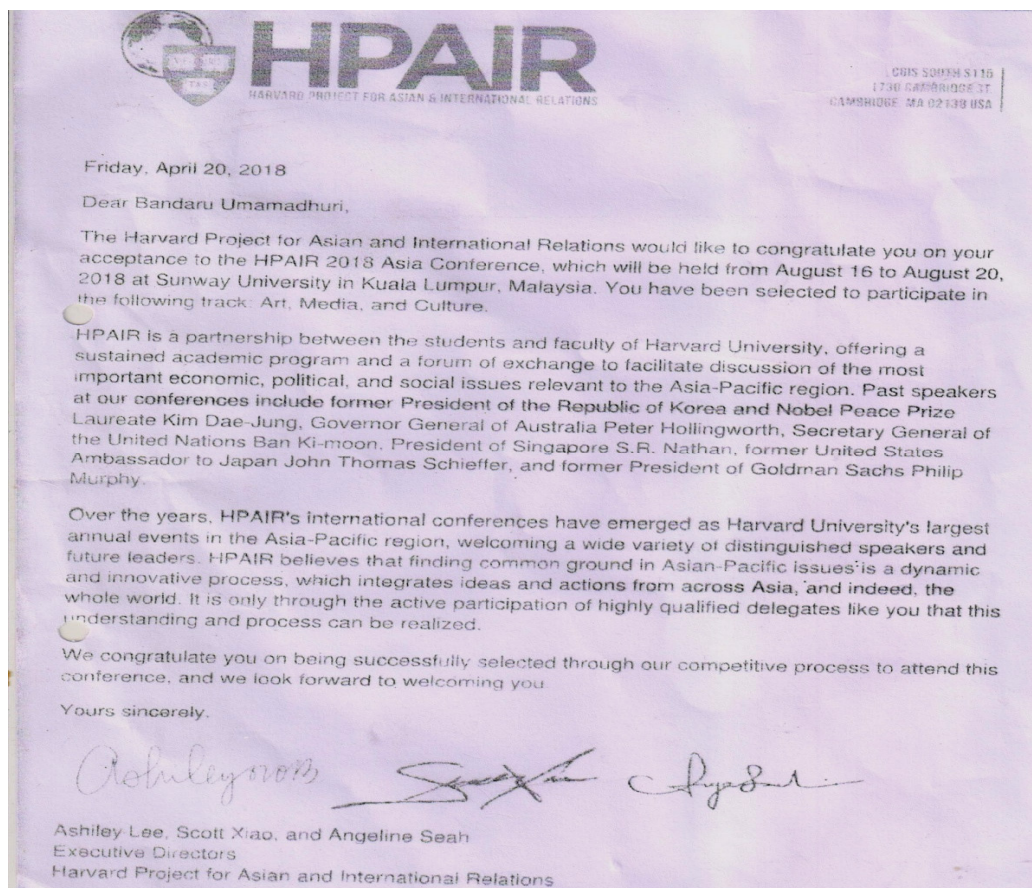 HPAIR
HARVARD PROJECT FOR ASIAN & INTERNATIONAL RELATIONS
CGIS SOUTH S116
1730 CAMBRIDGE ST.
CAMBRIDGE, MA 02138 USA
Friday, April 20, 2018
Dear Bandaru Umamadhuri,
The Harvard Project for Asian and International Relations would like to congratulate you on your
acceptance to the HPAIR 2018 Asia Conference, which will be held from August 16 to August 20,
2018 at Sunway University in Kuala Lumpur, Malaysia. You have been selected to participate in
the following track: Art, Media, and Culture.
HPAIR is a partnership between the students and faculty of Harvard University, offering a
sustained academic program and a forum of exchange to facilitate discussion of the most
important economic, political, and social issues relevant to the Asia-Pacific region. Past speakers
at our conferences include former President of the Republic of Korea and Nobel Peace Prize
Laureate Kim Dae-Jung, Governor General of Australia Peter Hollingworth, Secretary General of
the United Nations Ban Ki-moon, President of Singapore S.R. Nathan, former United States
Ambassador to Japan John Thomas Schieffer, and former President of Goldman Sachs Philip
Murphy.
Over the years, HPAIR's international conferences have emerged as Harvard University's largest
annual events in the Asia-Pacific region, welcoming a wide variety of distinguished speakers and
future leaders. HPAIR believes that finding common ground in Asian-Pacific issues is a dynamic
and innovative process, which integrates ideas and actions from across Asia, and indeed, the
whole world. It is only through the active participation of highly qualified delegates like you that this
understanding and process can be realized.
We congratulate you on being successfully selected through our competitive process to attend this
conference, and we look forward to welcoming you.
Yours sincerely,
Ashiley Lee, Scott Xiao, and Angeline Seah
Executive Directors
Harvard Project for Asian and International Relations